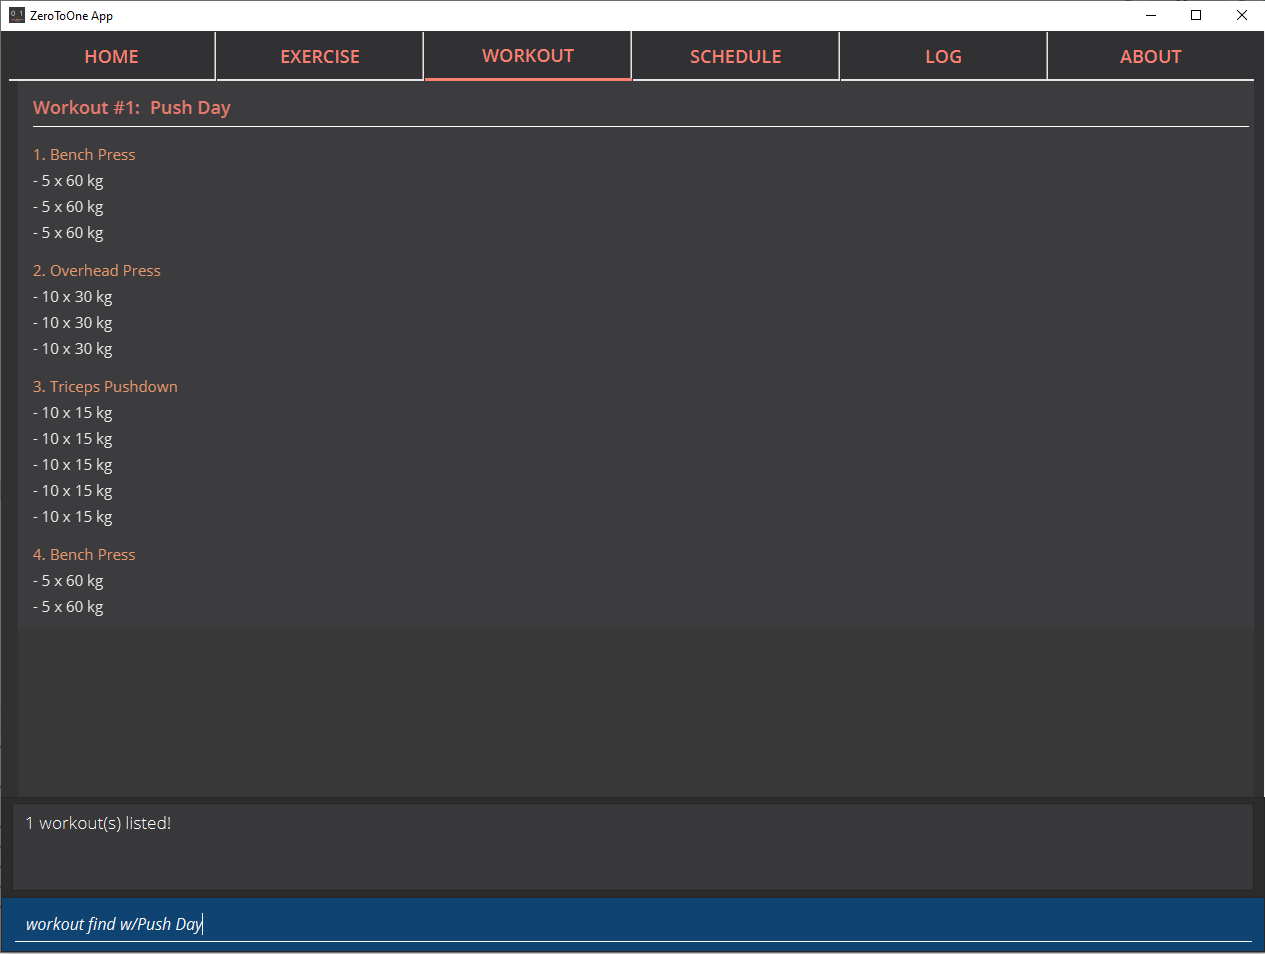 0 1
ZeroToOne App
HOME EXERCISE WORKOUT SCHEDULE LOG ABOUT
Workout #1: Push Day
1. Bench Press
- 5 x 60 kg
- 5 x 60 kg
- 5 x 60 kg
2. Overhead Press
- 10 x 30 kg
- 10 x 30 kg
- 10 x 30 kg
3. Triceps Pushdown
- 10 x 15 kg
- 10 x 15 kg
- 10 x 15 kg
- 10 x 15 kg
- 10 x 15 kg
4. Bench Press
- 5 x 60 kg
- 5 x 60 kg
1 workout(s) listed!
workout find w/Push Day